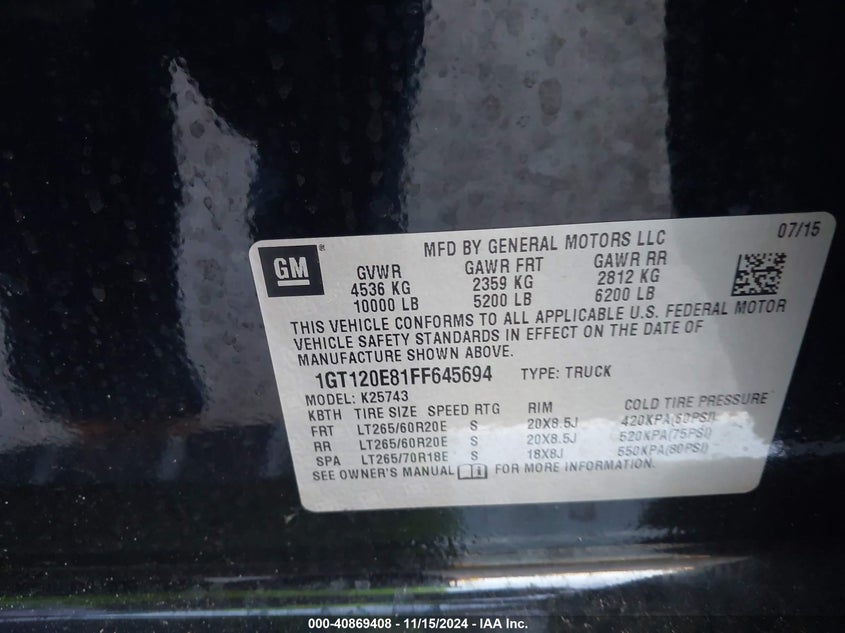 07/15
GM ®
MFD BY GENERAL MOTORS LLC
GVWR GAWR FRT GAWR RR
4536 KG 2359 KG 2812 KG
10000 LB 5200 LB 6200 LB
THIS VEHICLE CONFORMS TO ALL APPLICABLE U.S. FEDERAL MOTOR
VEHICLE SAFETY STANDARDS IN EFFECT ON THE DATE OF
MANUFACTURE SHOWN ABOVE.
1GT120E81FF645694 TYPE: TRUCK
MODEL: K25743
KBTH TIRE SIZE SPEED RTG RIM COLD TIRE PRESSURE
FRT LT265/60R20E S 20X8.5J 420KPA(60PSI)
RR LT265/60R20E S 20X8.5J 520KPA(75PSI)
SPA LT265/70R18E S 18X8J 550KPA(80PSI)
SEE OWNER'S MANUAL FOR MORE INFORMATION.
000-40869408 - 11/15/2024 - IAA Inc.